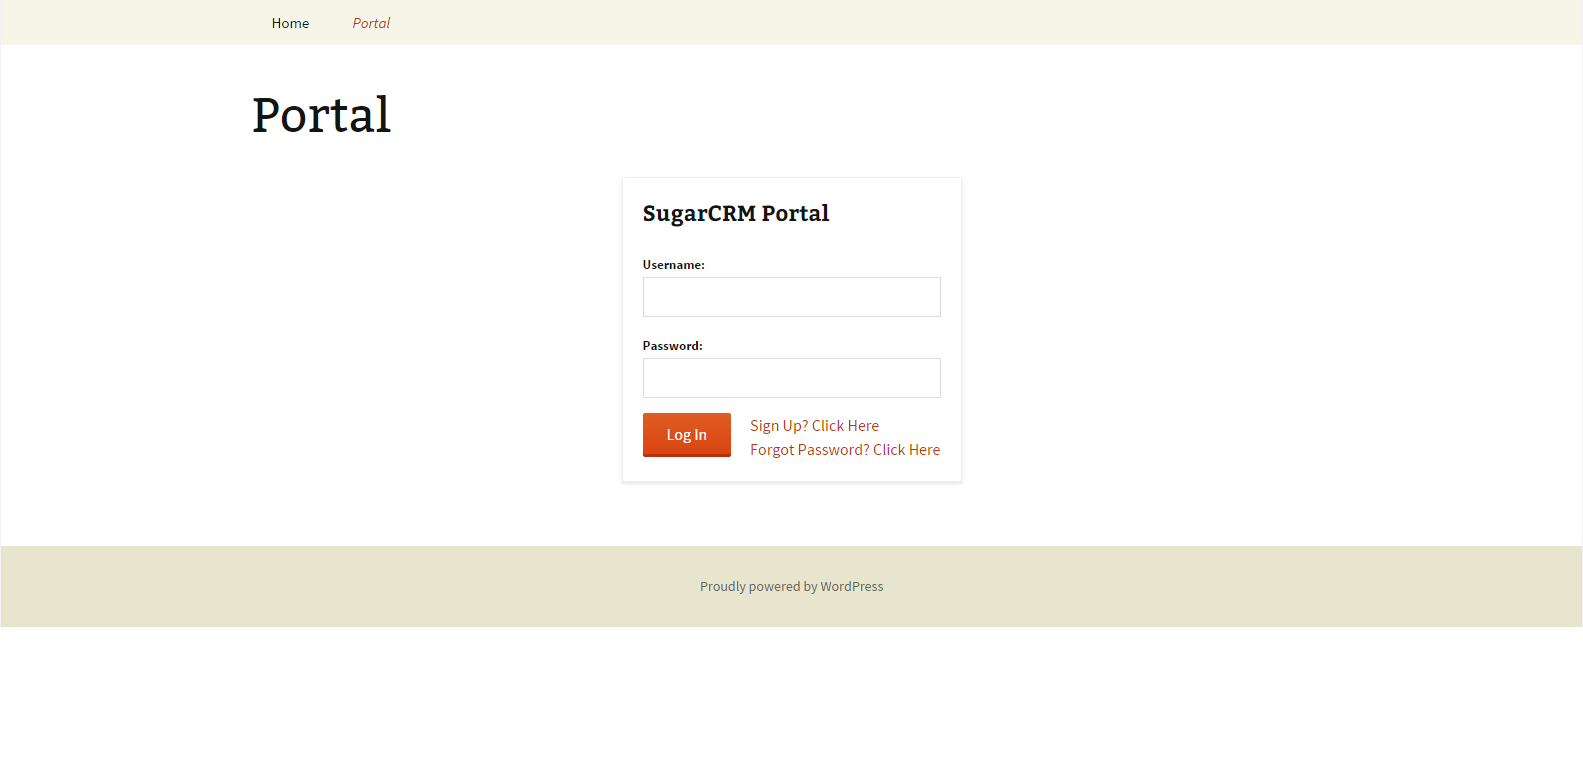 Home Portal
Portal
SugarCRM Portal
Username:
Password:
Log In
Sign Up? Click Here
Forgot Password? Click Here
Proudly powered by WordPress